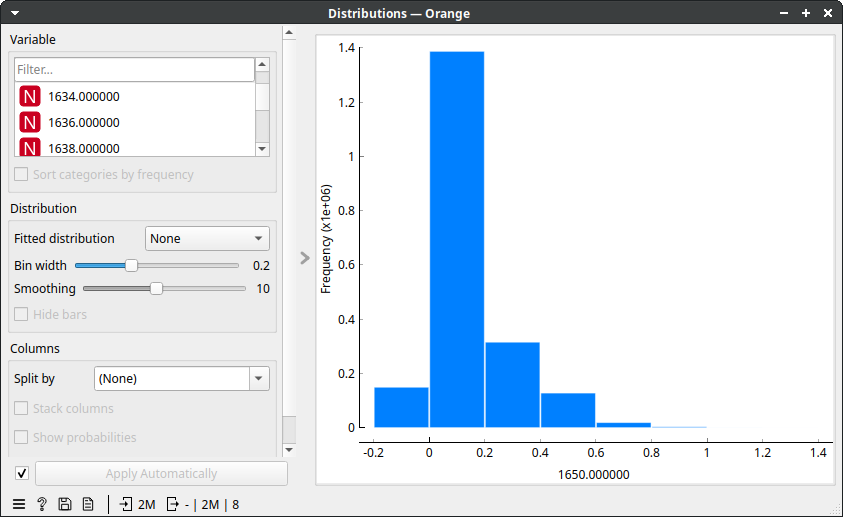 Distributions — Orange
Variable
Filter...
N 1634.000000
N 1636.000000
N 1638.000000
Sort categories by frequency
Distribution
Fitted distribution None
Bin width 0.2
Smoothing 10
Hide bars
Columns
Split by (None)
Stack columns
Show probabilities
Apply Automatically
2M - | 2M | 8
Frequency (x1e+06)
1.4
1.2
1
0.8
0.6
0.4
0.2
0
-0.2 0 0.2 0.4 0.6 0.8 1 1.2 1.4
1650.000000